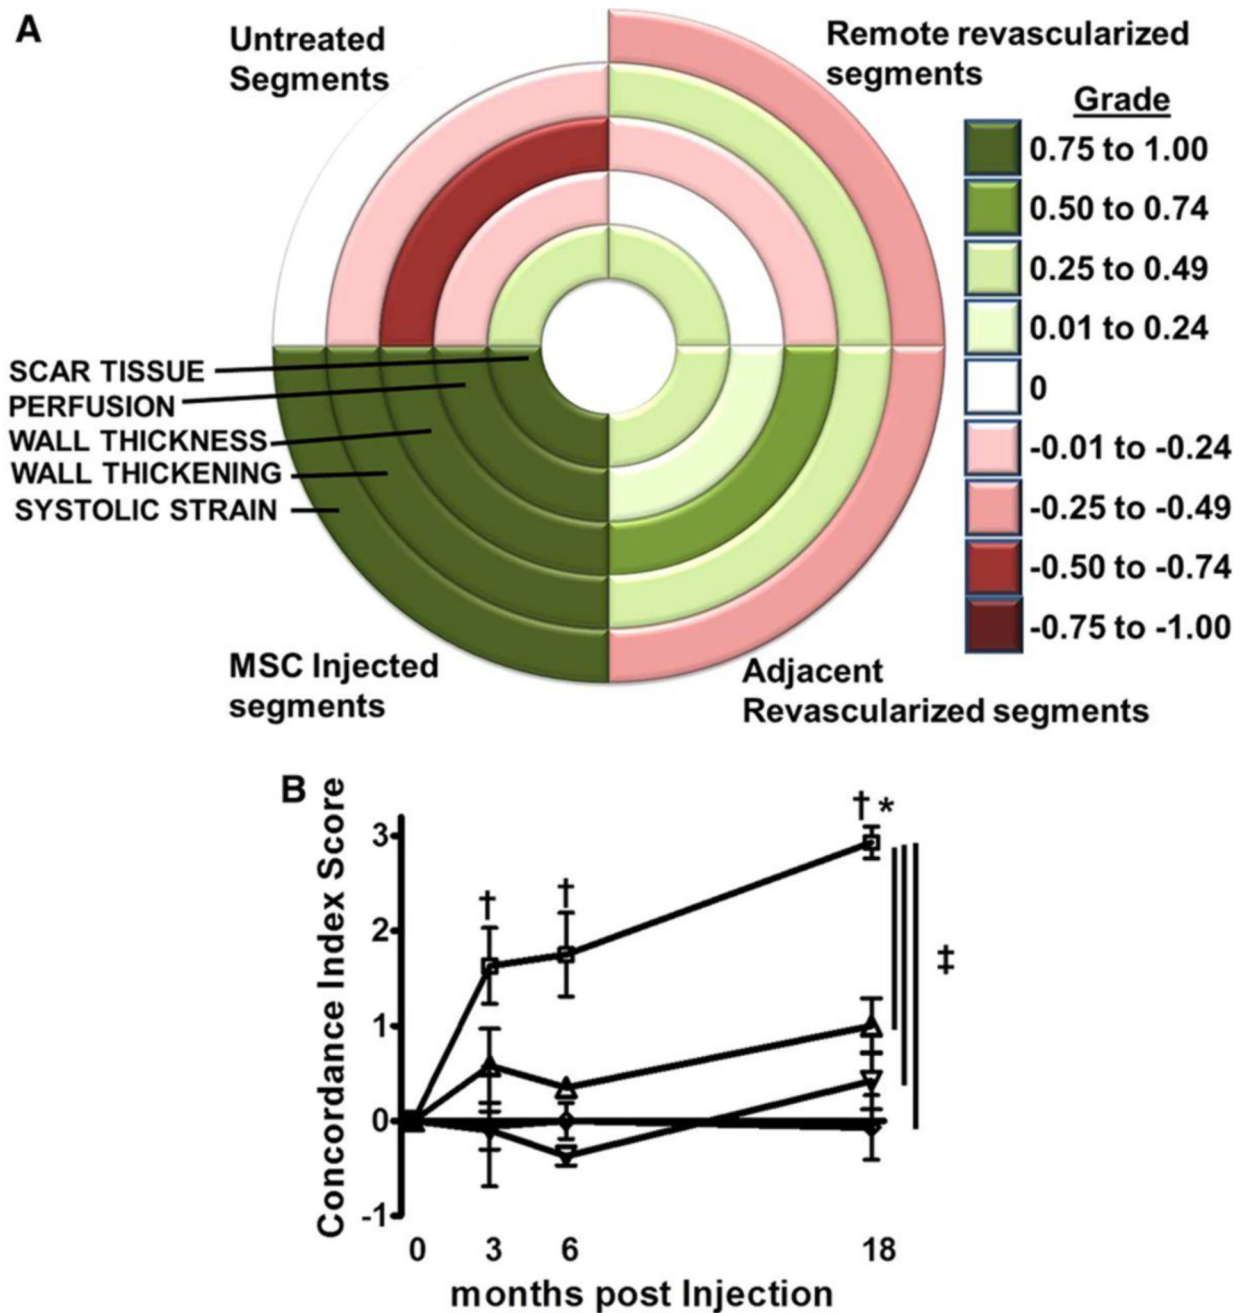 A
Untreated
Segments
Remote revascularized
segments
Grade
0.75 to 1.00
0.50 to 0.74
0.25 to 0.49
0.01 to 0.24
0
-0.01 to -0.24
-0.25 to -0.49
-0.50 to -0.74
-0.75 to -1.00
SCAR TISSUE
PERFUSION
WALL THICKNESS
WALL THICKENING
SYSTOLIC STRAIN
MSC Injected
segments
Adjacent
Revascularized segments
B
Concordance Index Score
3
2
1
0
-1
†
†
† *
‡
0 3 6 18
months post Injection